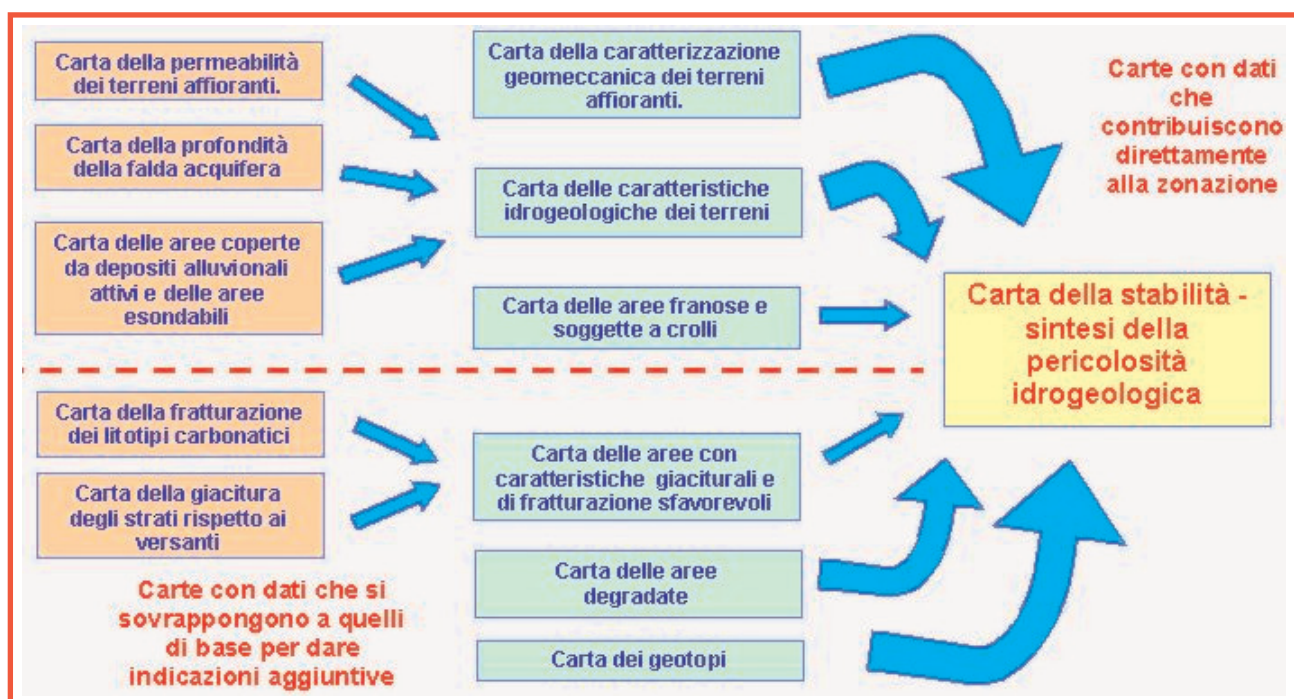 Carta della permeabilità
dei terreni affioranti.
Carta della profondità
della falda acquifera
Carta delle aree coperte
da depositi alluvionali
attivi e delle aree
esondabili
Carta della caratterizzazione
geomeccanica dei terreni
affioranti.
Carta delle caratteristiche
idrogeologiche dei terreni
Carta delle aree franose e
soggette a crolli
Carte con dati
che
contribuiscono
direttamente
alla zonazione
Carta della stabilità -
sintesi della
pericolosità
idrogeologica
Carta della fratturazione
dei litotipi carbonatici
Carta della giacitura
degli strati rispetto ai
versanti
Carta delle aree con
caratteristiche giaciturali e
di fratturazione sfavorevoli
Carta delle aree
degradate
Carta dei geotopi
Carte con dati che si
sovrappongono a quelli
di base per dare
indicazioni aggiuntive